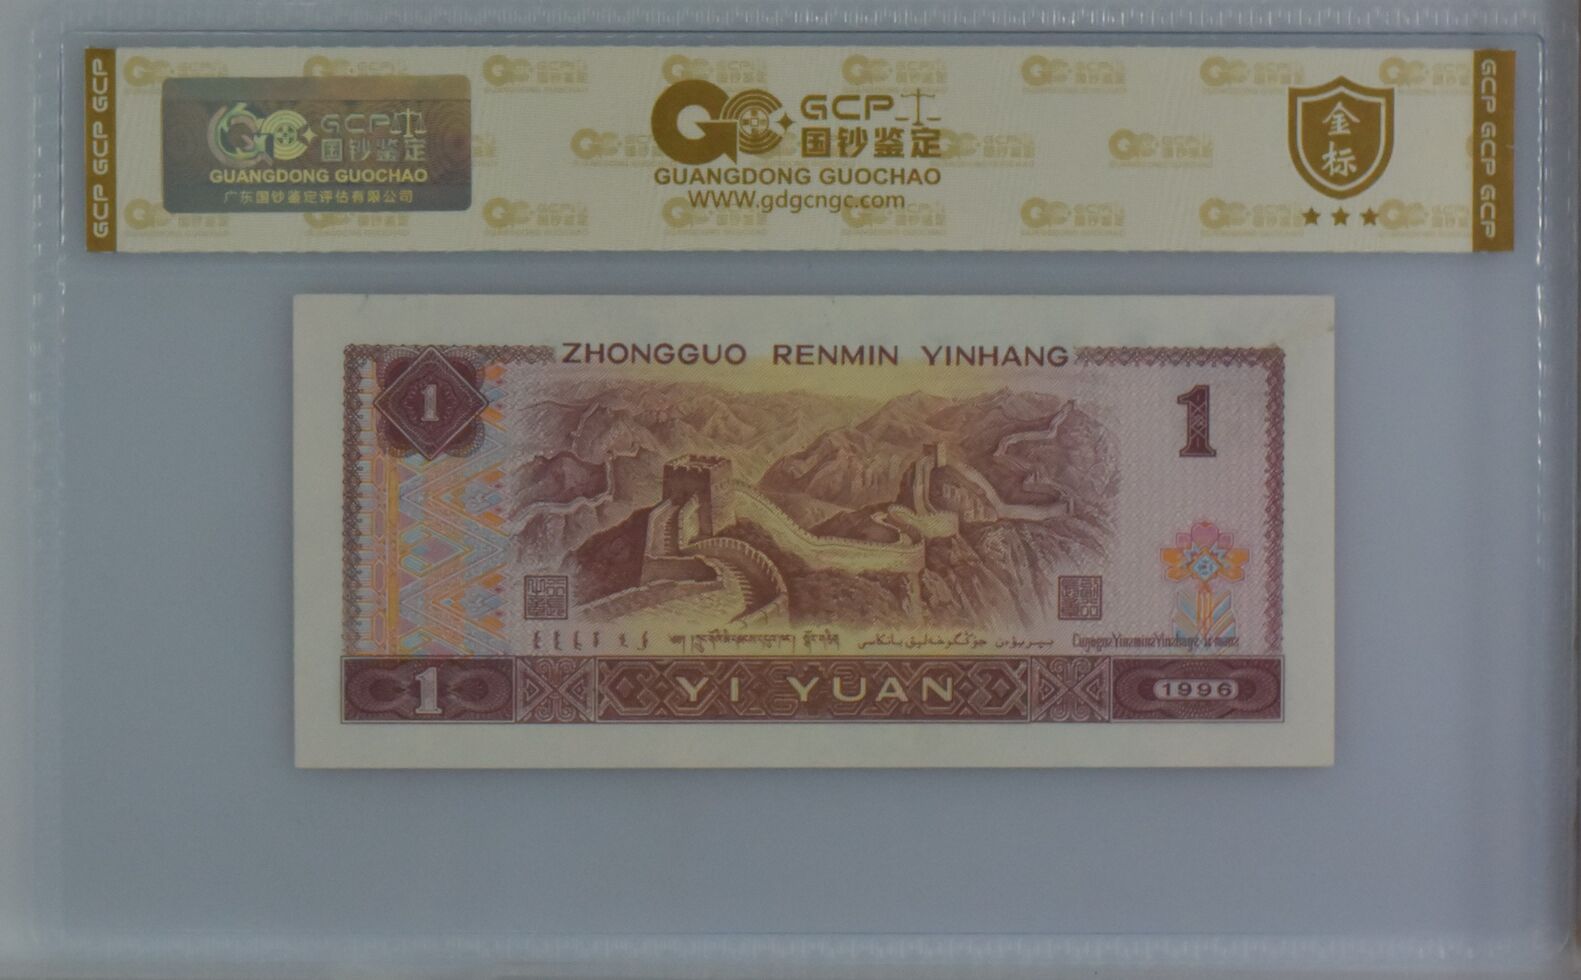 GCP GCP GCP
GCP
国钞鉴定
GUANGDONG GUOCHAO
广东国钞鉴定评估有限公司
GCP
国钞鉴定
GUANGDONG GUOCHAO
WWW.gdgcngc.com
金标
GCP GCP GCP
ZHONGGUO RENMIN YINHANG
1
1
1
YI YUAN
1996